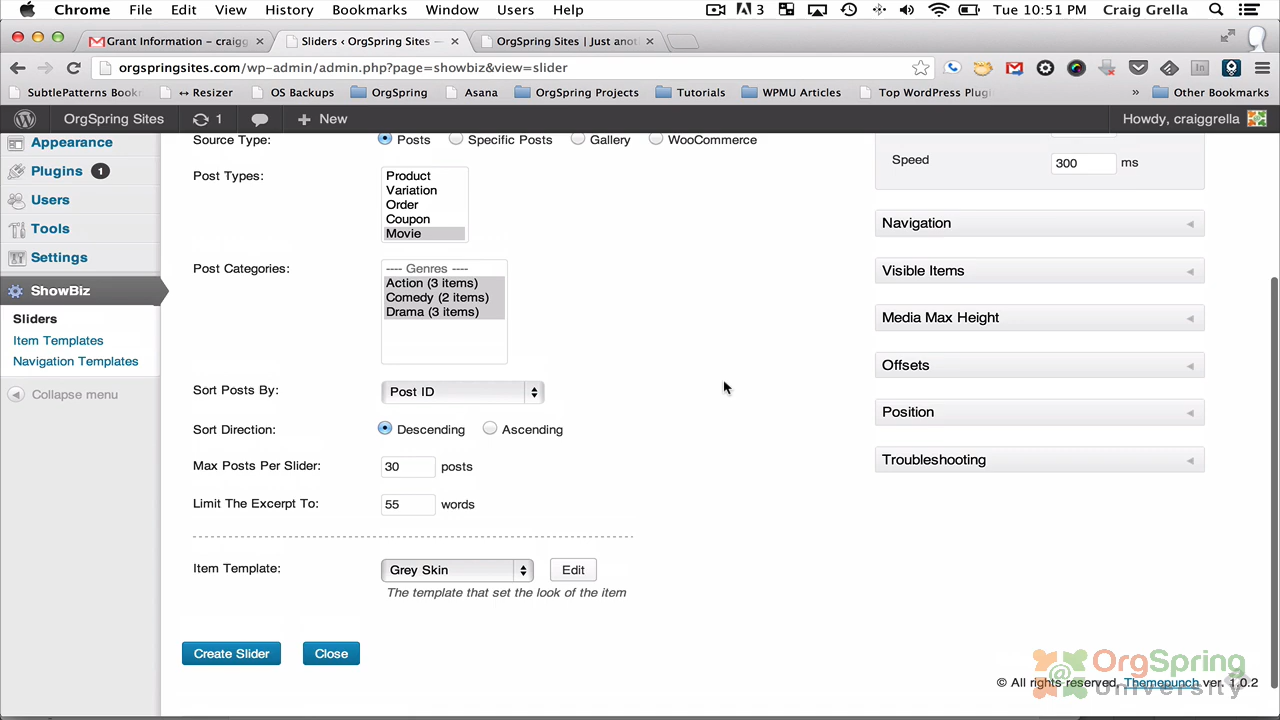 Chrome File Edit View History Bookmarks Window Users Help 3 Tue 10:51 PM Craig Grella
Grant Information – craigg × Sliders ‹ OrgSpring Sites — × OrgSpring Sites | Just anot ×
orgspringsites.com/wp-admin/admin.php?page=showbiz&view=slider
SubtlePatterns Bookr ↔ Resizer OS Backups OrgSpring Asana OrgSpring Projects Tutorials WPMU Articles Top WordPress Plugi » Other Bookmarks
OrgSpring Sites 1 + New Howdy, craiggrella
Appearance
Plugins 1
Users
Tools
Settings
ShowBiz
Sliders
Item Templates
Navigation Templates
Collapse menu
Source Type: Posts Specific Posts Gallery WooCommerce
Post Types: Product
Variation
Order
Coupon
Movie
Post Categories: ---- Genres ----
Action (3 items)
Comedy (2 items)
Drama (3 items)
Sort Posts By: Post ID
Sort Direction: Descending Ascending
Max Posts Per Slider: 30 posts
Limit The Excerpt To: 55 words
Item Template: Grey Skin Edit
The template that set the look of the item
Create Slider Close
Speed 300 ms
Navigation
Visible Items
Media Max Height
Offsets
Position
Troubleshooting
OrgSpring
University
© All rights reserved, Themepunch ver. 1.0.2